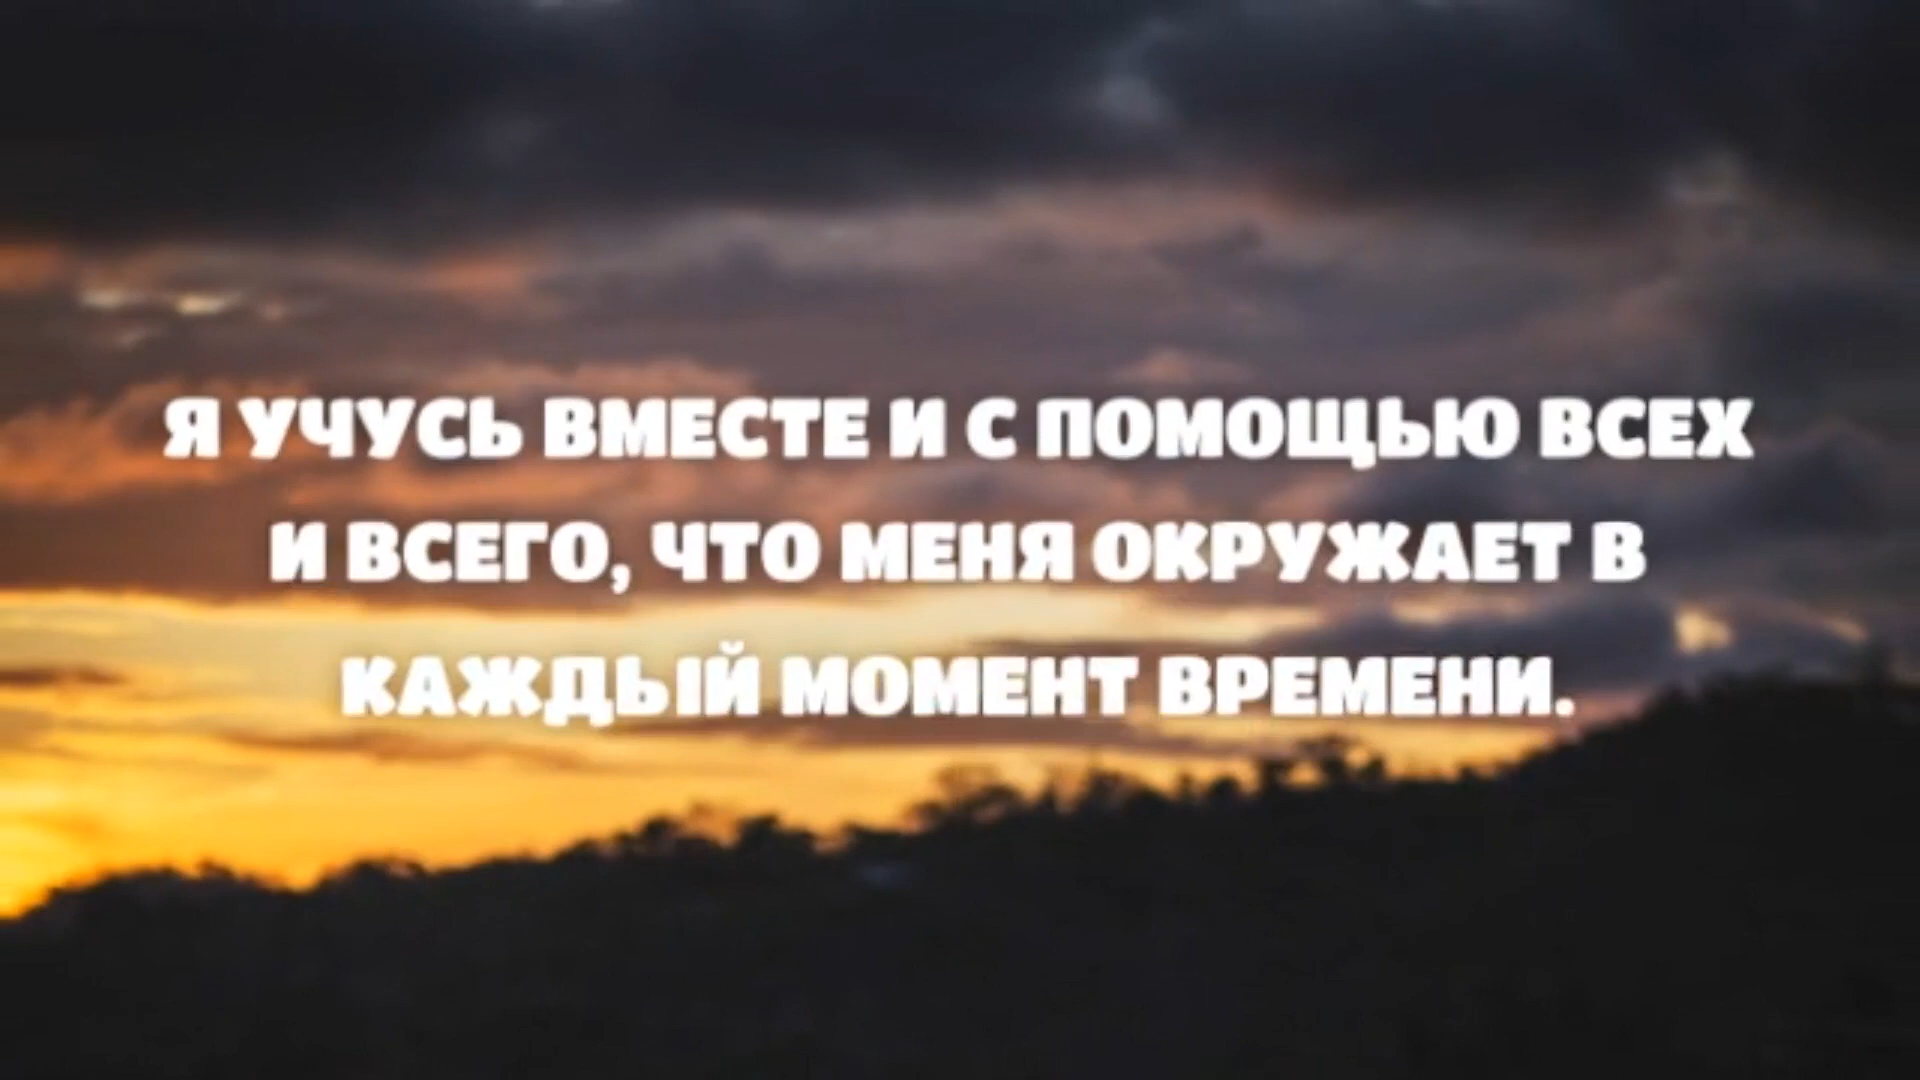 Я УЧУСЬ ВМЕСТЕ И С ПОМОЩЬЮ ВСЕХ
И ВСЕГО, ЧТО МЕНЯ ОКРУЖАЕТ В
КАЖДЫЙ МОМЕНТ ВРЕМЕНИ.